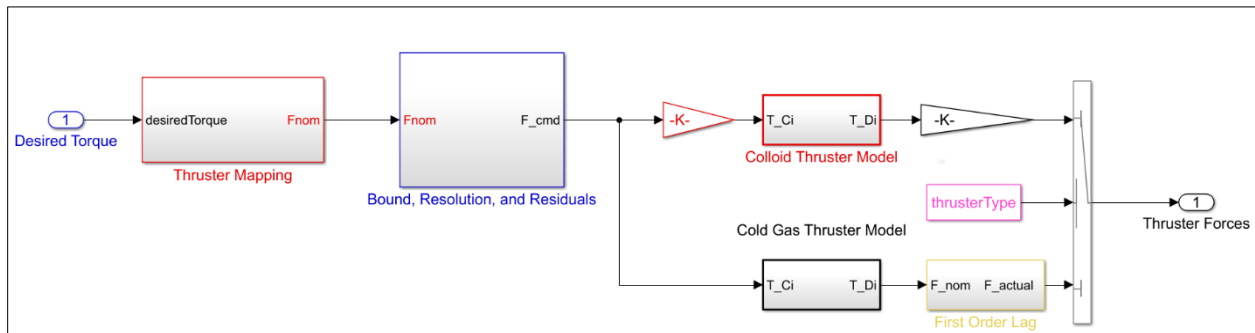 1
Desired Torque
desiredTorque
Fnom
Thruster Mapping
Fnom
F_cmd
Bound, Resolution, and Residuals
-K-
T_Ci
T_Di
Colloid Thruster Model
-K-
thrusterType
Cold Gas Thruster Model
T_Ci
T_Di
F_nom
F_actual
First Order Lag
1
Thruster Forces